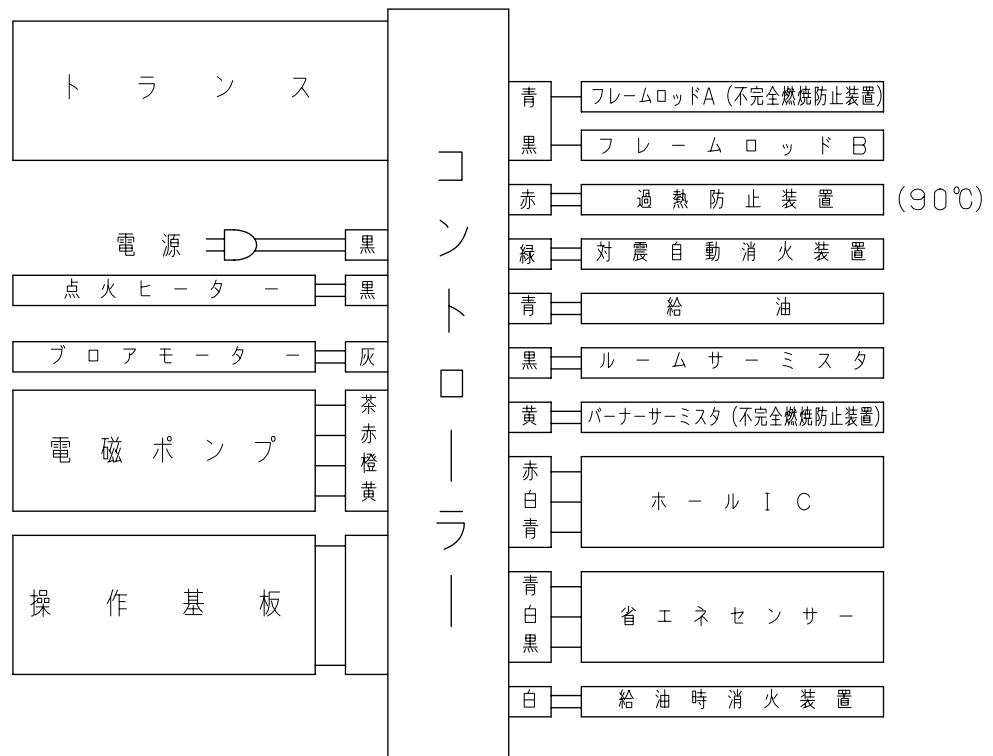 トランス
電源 黒
点火ヒーター 黒
ブロアモーター 灰
電磁ポンプ 茶 赤 橙 黄
操作基板
コントローラー
青 フレームロッドA(不完全燃焼防止装置)
黒 フレームロッドB
赤 過熱防止装置 (90℃)
緑 対震自動消火装置
青 給油
黒 ルームサーミスタ
黄 バーナーサーミスタ(不完全燃焼防止装置)
赤 白 青 ホールIC
青 白 黒 省エネセンサー
白 給油時消火装置